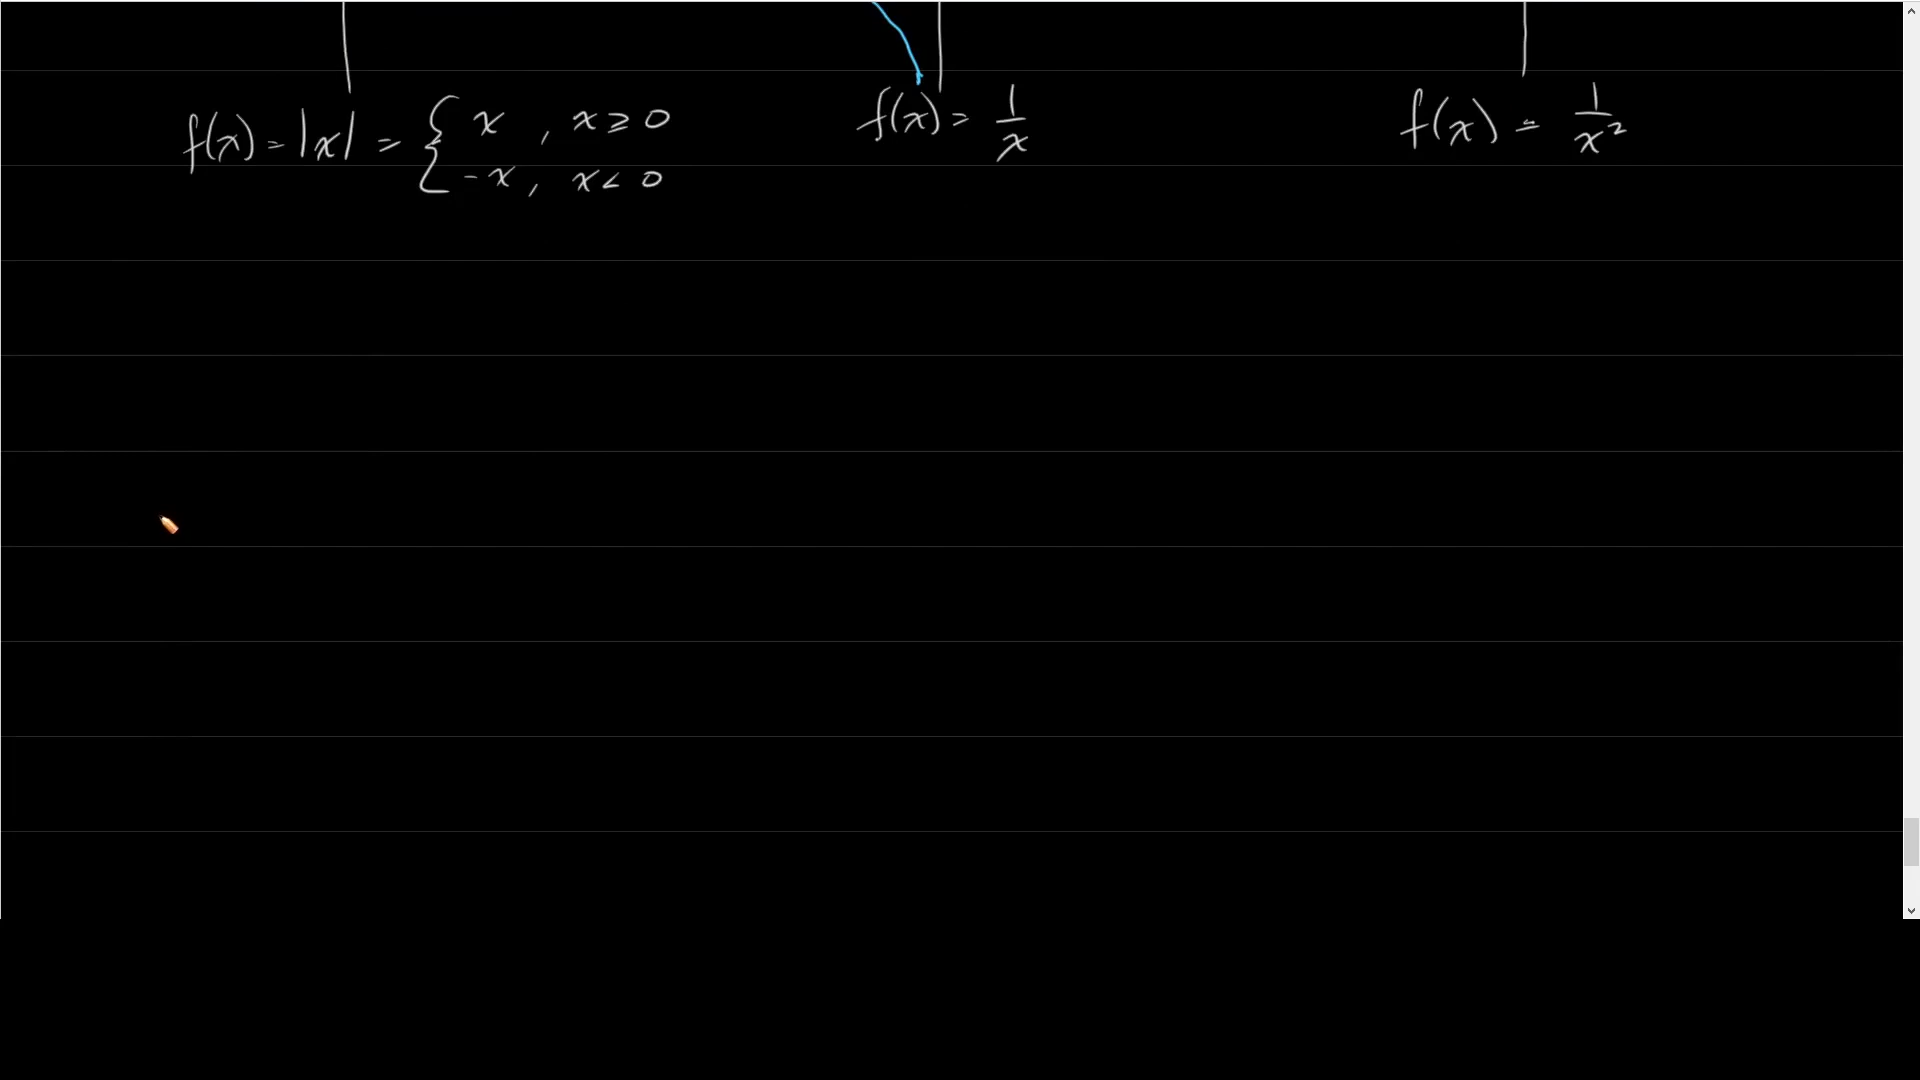 f(x) = |x| = { x , x ≥ 0
-x , x < 0
f(x) = 1/x
f(x) = 1/x²